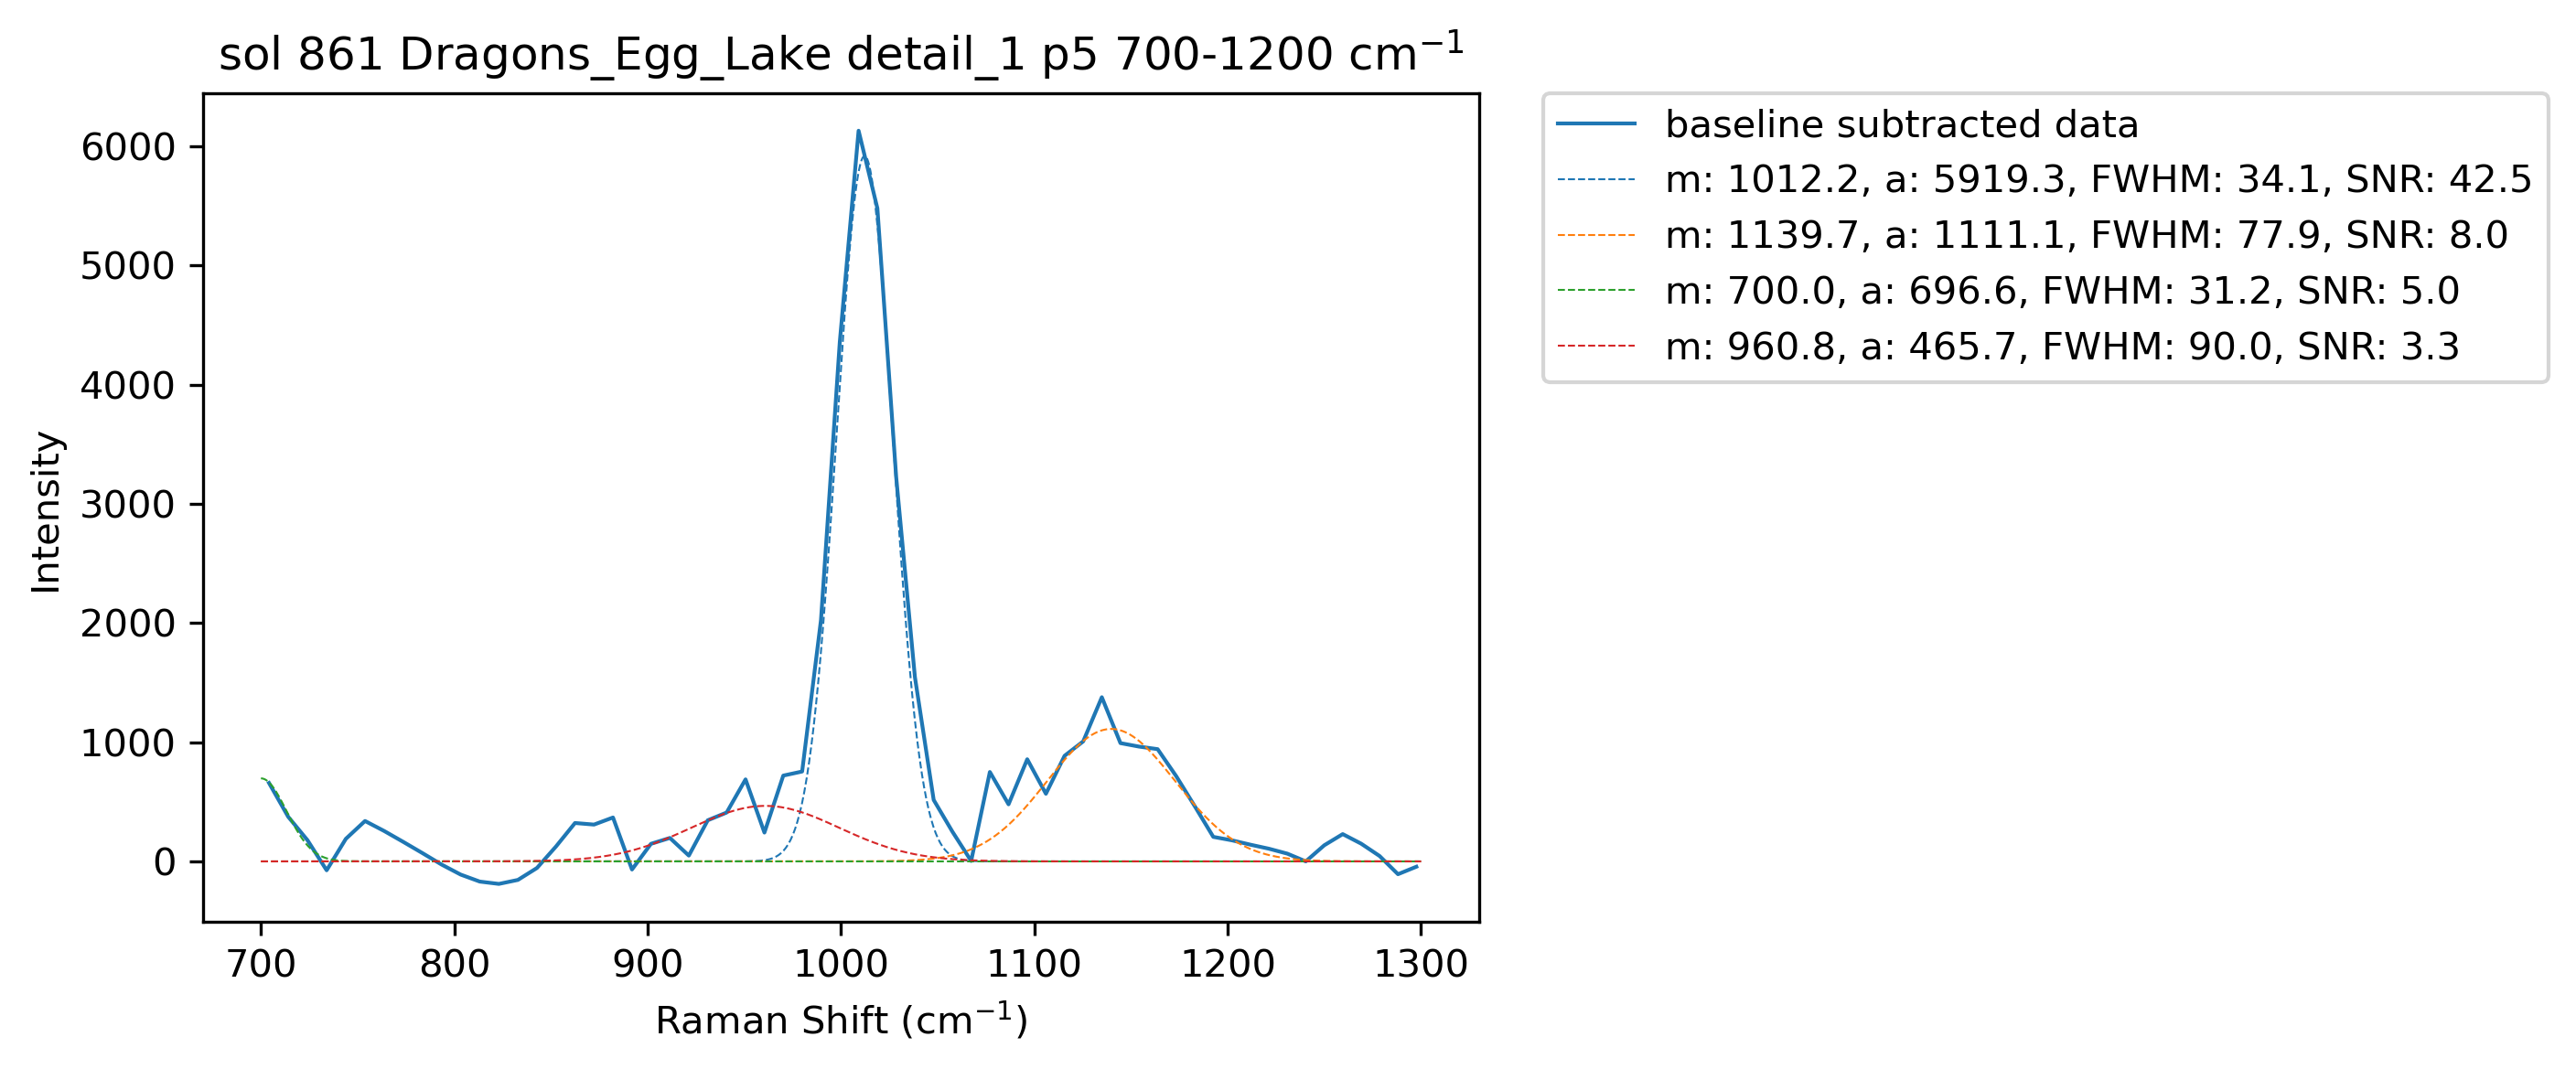 sol 861 Dragons_Egg_Lake detail_1 p5 700-1200 cm⁻¹
baseline subtracted data
m: 1012.2, a: 5919.3, FWHM: 34.1, SNR: 42.5
m: 1139.7, a: 1111.1, FWHM: 77.9, SNR: 8.0
m: 700.0, a: 696.6, FWHM: 31.2, SNR: 5.0
m: 960.8, a: 465.7, FWHM: 90.0, SNR: 3.3
Intensity
6000
5000
4000
3000
2000
1000
0
700 800 900 1000 1100 1200 1300
Raman Shift (cm⁻¹)